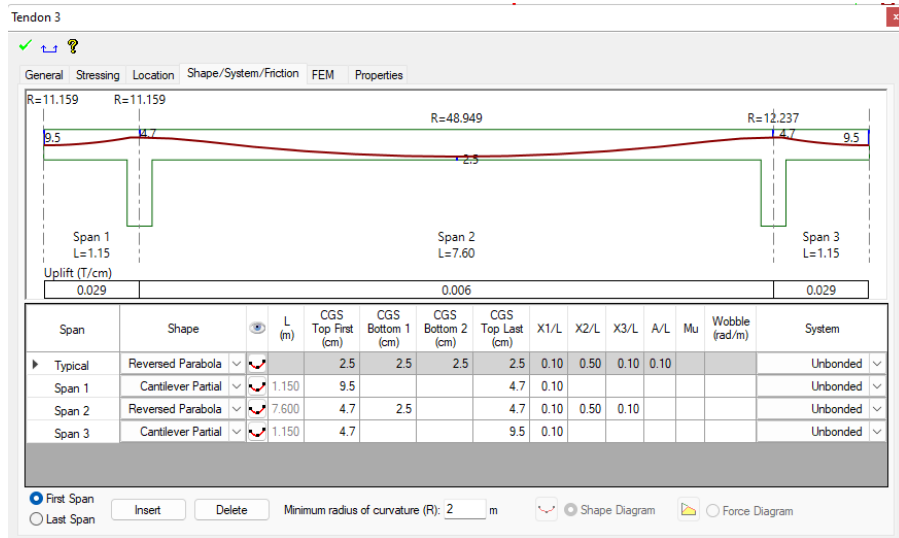 Tendon 3
x
General Stressing Location Shape/System/Friction FEM Properties
R=11.159 R=11.159
R=48.949 R=12.237
9.5 4.7 2.5 4.7 9.5
Span 1 Span 2 Span 3
L=1.15 L=7.60 L=1.15
Uplift (T/cm)
0.029 0.006 0.029
Span Shape L (m) CGS Top First (cm) CGS Bottom 1 (cm) CGS Bottom 2 (cm) CGS Top Last (cm) X1/L X2/L X3/L A/L Mu Wobble (rad/m) System
Typical Reversed Parabola 2.5 2.5 2.5 2.5 0.10 0.50 0.10 0.10 Unbonded
Span 1 Cantilever Partial 1.150 9.5 4.7 0.10 Unbonded
Span 2 Reversed Parabola 7.600 4.7 2.5 4.7 0.10 0.50 0.10 Unbonded
Span 3 Cantilever Partial 1.150 4.7 9.5 0.10 Unbonded
First Span
Last Span
Insert Delete Minimum radius of curvature (R): 2 m Shape Diagram Force Diagram